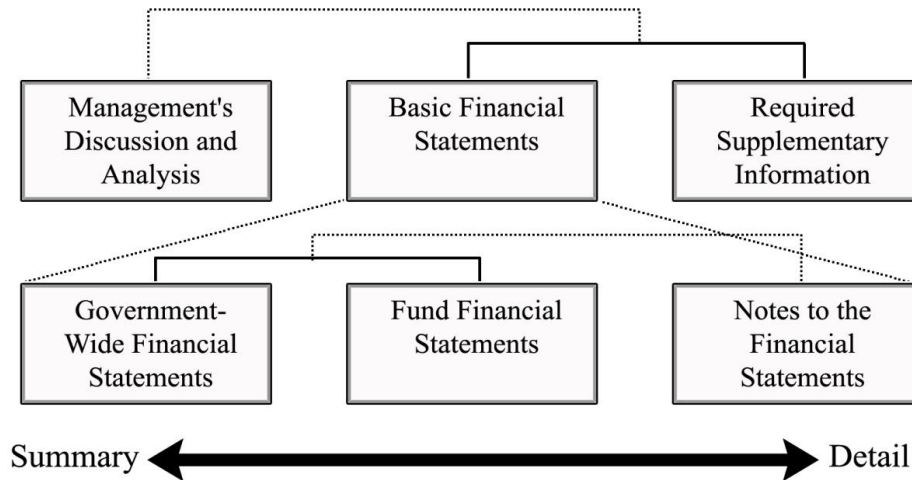 Management's
Discussion and
Analysis
Basic Financial
Statements
Required
Supplementary
Information
Government-
Wide Financial
Statements
Fund Financial
Statements
Notes to the
Financial
Statements
Summary
Detail